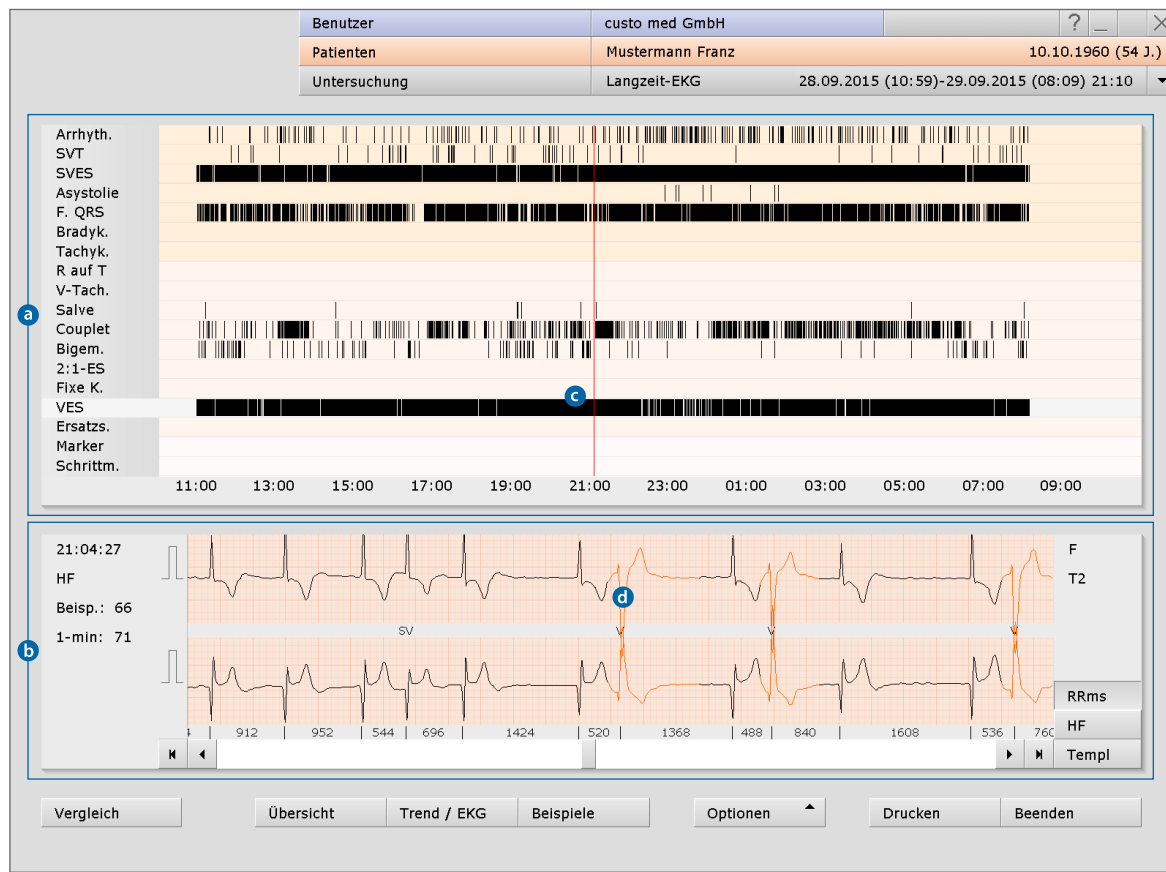 Benutzer custo med GmbH ? _ X
Patienten Mustermann Franz 10.10.1960 (54 J.)
Untersuchung Langzeit-EKG 28.09.2015 (10:59)-29.09.2015 (08:09) 21:10
Arrhyth.
SVT
SVES
Asystolie
F. QRS
Bradyk.
Tachyk.
R auf T
V-Tach.
a
Salve
Couplet
Bigem.
2:1-ES
Fixe K.
c
VES
Ersatzs.
Marker
Schrittm.
11:00 13:00 15:00 17:00 19:00 21:00 23:00 01:00 03:00 05:00 07:00 09:00
21:04:27 F
HF T2
d
Beisp.: 66
1-min: 71 SV V V V
b
RRms
912 952 544 696 1424 520 1368 488 840 1608 536 760 HF
Templ
Vergleich Übersicht Trend / EKG Beispiele Optionen Drucken Beenden